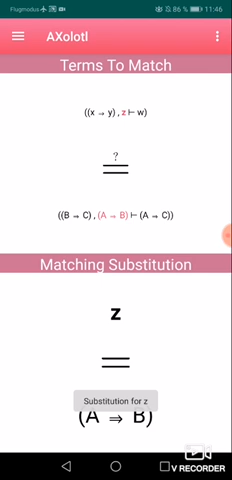 Flugmodus 86 % 11:46
AXolotl
Terms To Match
((x → y) , z ⊢ w)
?
=
((B ⇒ C) , (A ⇒ B) ⊢ (A ⇒ C))
Matching Substitution
z
=
Substitution for z
(A ⇒ B)
V RECORDER